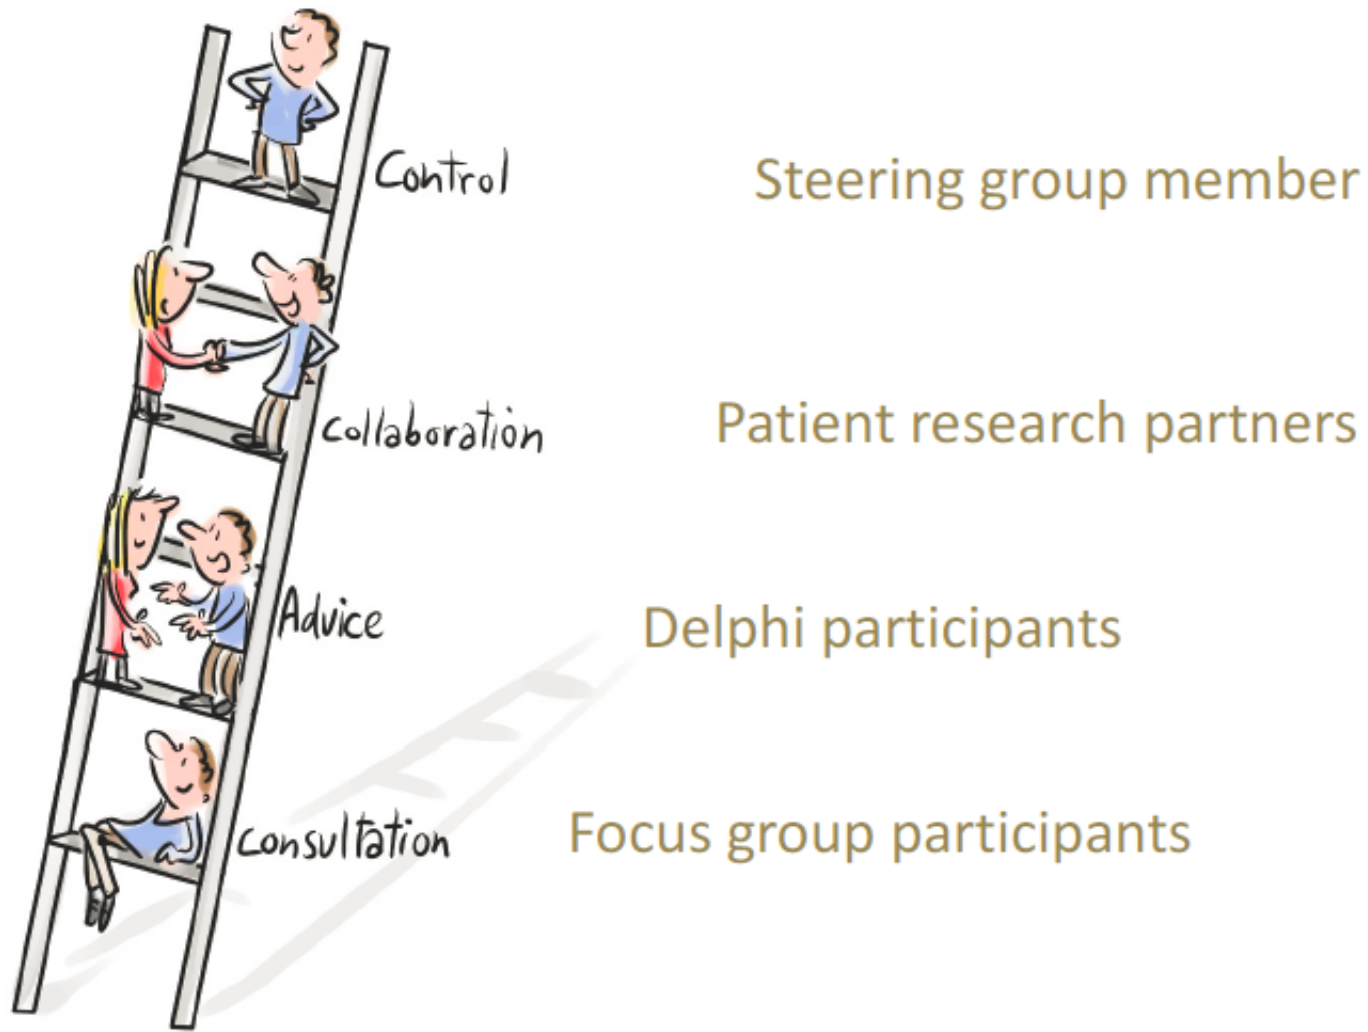 Control
Steering group member
Collaboration
Patient research partners
Advice
Delphi participants
Consultation
Focus group participants